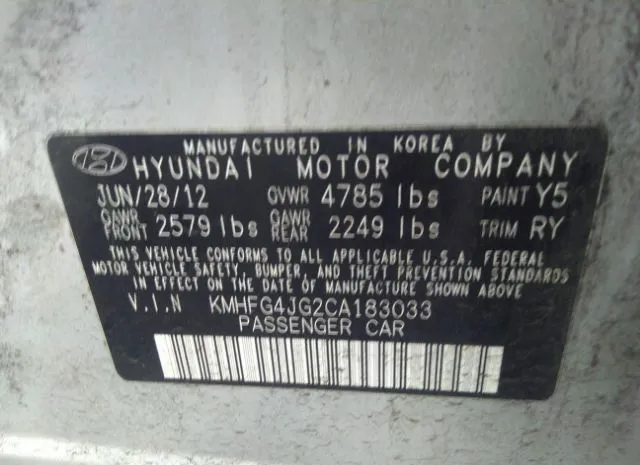 MANUFACTURED IN KOREA BY
HYUNDAI MOTOR COMPANY
JUN/28/12 GVWR 4785 lbs PAINT Y5
GAWR FRONT 2579 lbs GAWR REAR 2249 lbs TRIM RY
THIS VEHICLE CONFORMS TO ALL APPLICABLE U.S.A. FEDERAL
MOTOR VEHICLE SAFETY, BUMPER, AND THEFT PREVENTION STANDARDS
IN EFFECT ON THE DATE OF MANUFACTURE SHOWN ABOVE
V.I.N KMHFG4JG2CA183033
PASSENGER CAR